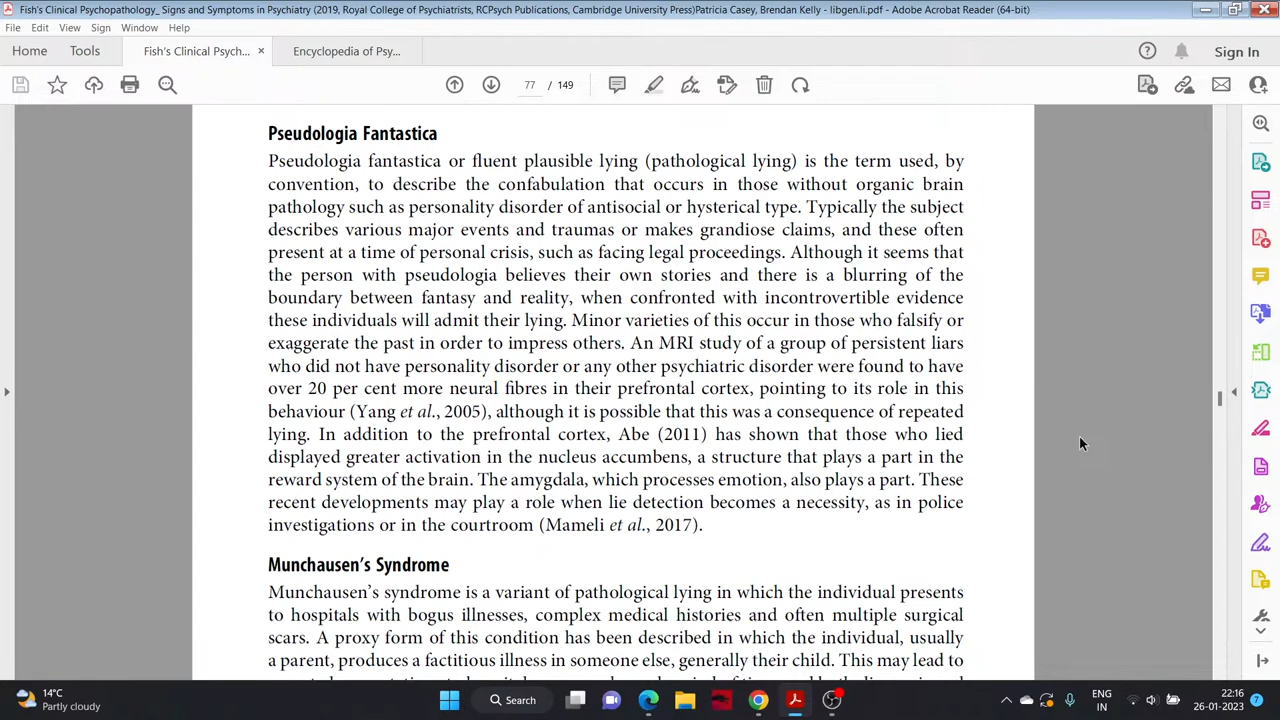 Fish's Clinical Psychopathology_ Signs and Symptoms in Psychiatry (2019, Royal College of Psychiatrists, RCPsych Publications, Cambridge University Press)Patricia Casey, Brendan Kelly - libgen.li.pdf - Adobe Acrobat Reader (64-bit)
File Edit View Sign Window Help
Home Tools Fish's Clinical Psych... × Encyclopedia of Psy... Sign In
77 / 149
Pseudologia Fantastica
Pseudologia fantastica or fluent plausible lying (pathological lying) is the term used, by
convention, to describe the confabulation that occurs in those without organic brain
pathology such as personality disorder of antisocial or hysterical type. Typically the subject
describes various major events and traumas or makes grandiose claims, and these often
present at a time of personal crisis, such as facing legal proceedings. Although it seems that
the person with pseudologia believes their own stories and there is a blurring of the
boundary between fantasy and reality, when confronted with incontrovertible evidence
these individuals will admit their lying. Minor varieties of this occur in those who falsify or
exaggerate the past in order to impress others. An MRI study of a group of persistent liars
who did not have personality disorder or any other psychiatric disorder were found to have
over 20 per cent more neural fibres in their prefrontal cortex, pointing to its role in this
behaviour (Yang et al., 2005), although it is possible that this was a consequence of repeated
lying. In addition to the prefrontal cortex, Abe (2011) has shown that those who lied
displayed greater activation in the nucleus accumbens, a structure that plays a part in the
reward system of the brain. The amygdala, which processes emotion, also plays a part. These
recent developments may play a role when lie detection becomes a necessity, as in police
investigations or in the courtroom (Mameli et al., 2017).
Munchausen's Syndrome
Munchausen's syndrome is a variant of pathological lying in which the individual presents
to hospitals with bogus illnesses, complex medical histories and often multiple surgical
scars. A proxy form of this condition has been described in which the individual, usually
a parent, produces a factitious illness in someone else, generally their child. This may lead to
14°C
Partly cloudy
Search
ENG
IN
22:16
26-01-2023